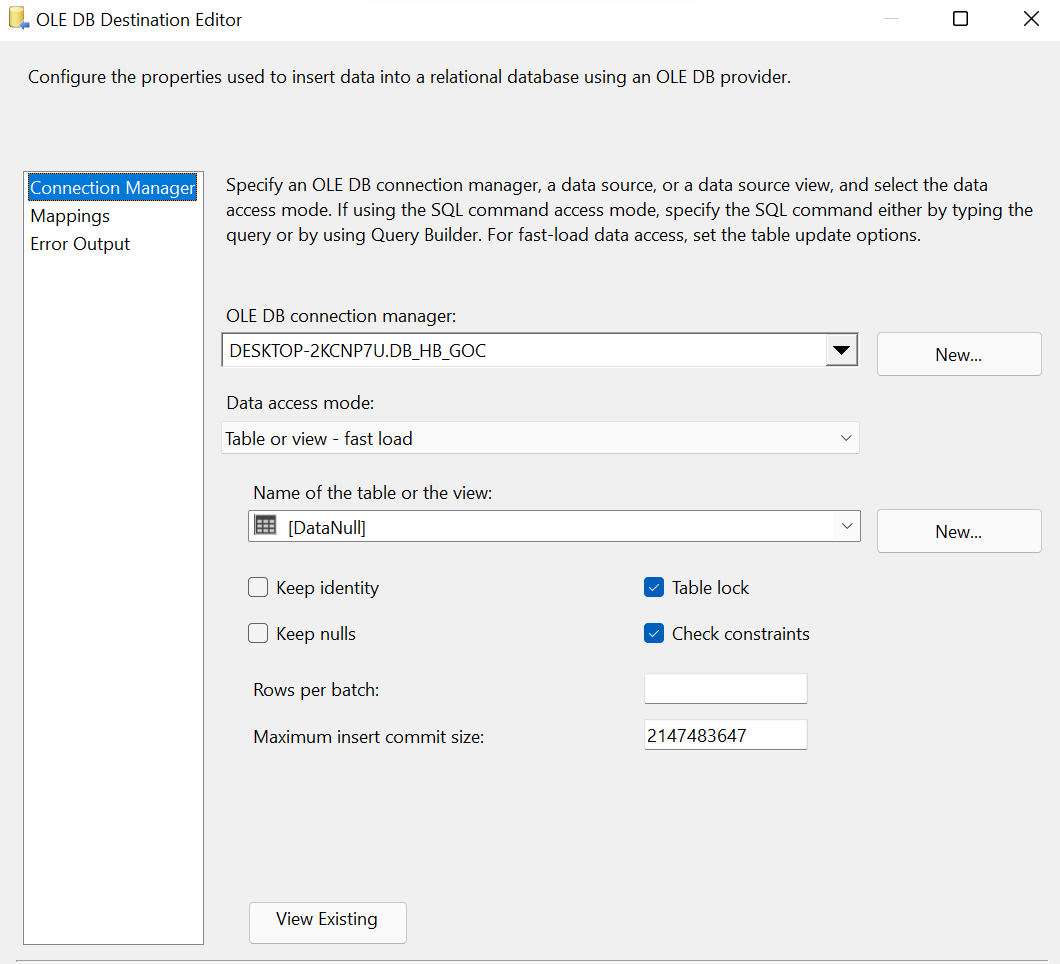 OLE DB Destination Editor
Configure the properties used to insert data into a relational database using an OLE DB provider.
Connection Manager
Mappings
Error Output
Specify an OLE DB connection manager, a data source, or a data source view, and select the data
access mode. If using the SQL command access mode, specify the SQL command either by typing the
query or by using Query Builder. For fast-load data access, set the table update options.
OLE DB connection manager:
DESKTOP-2KCNP7U.DB_HB_GOC
New...
Data access mode:
Table or view - fast load
Name of the table or the view:
[DataNull]
New...
Keep identity
Table lock
Keep nulls
Check constraints
Rows per batch:
Maximum insert commit size:
2147483647
View Existing